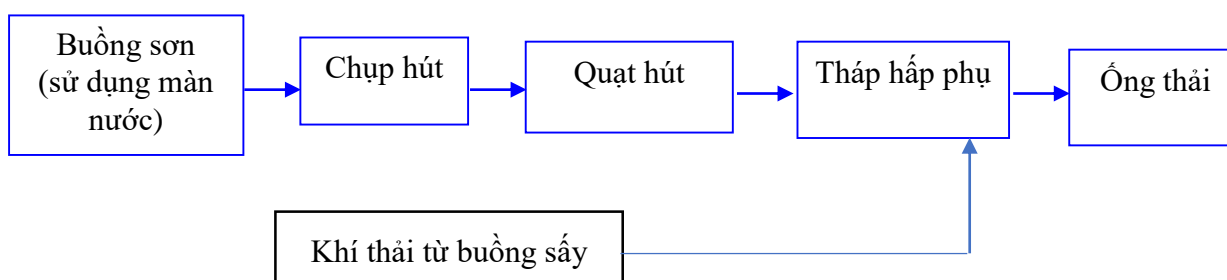 Buồng sơn
(sử dụng màn
nước)
Chụp hút
Quạt hút
Tháp hấp phụ
Ống thải
Khí thải từ buồng sấy